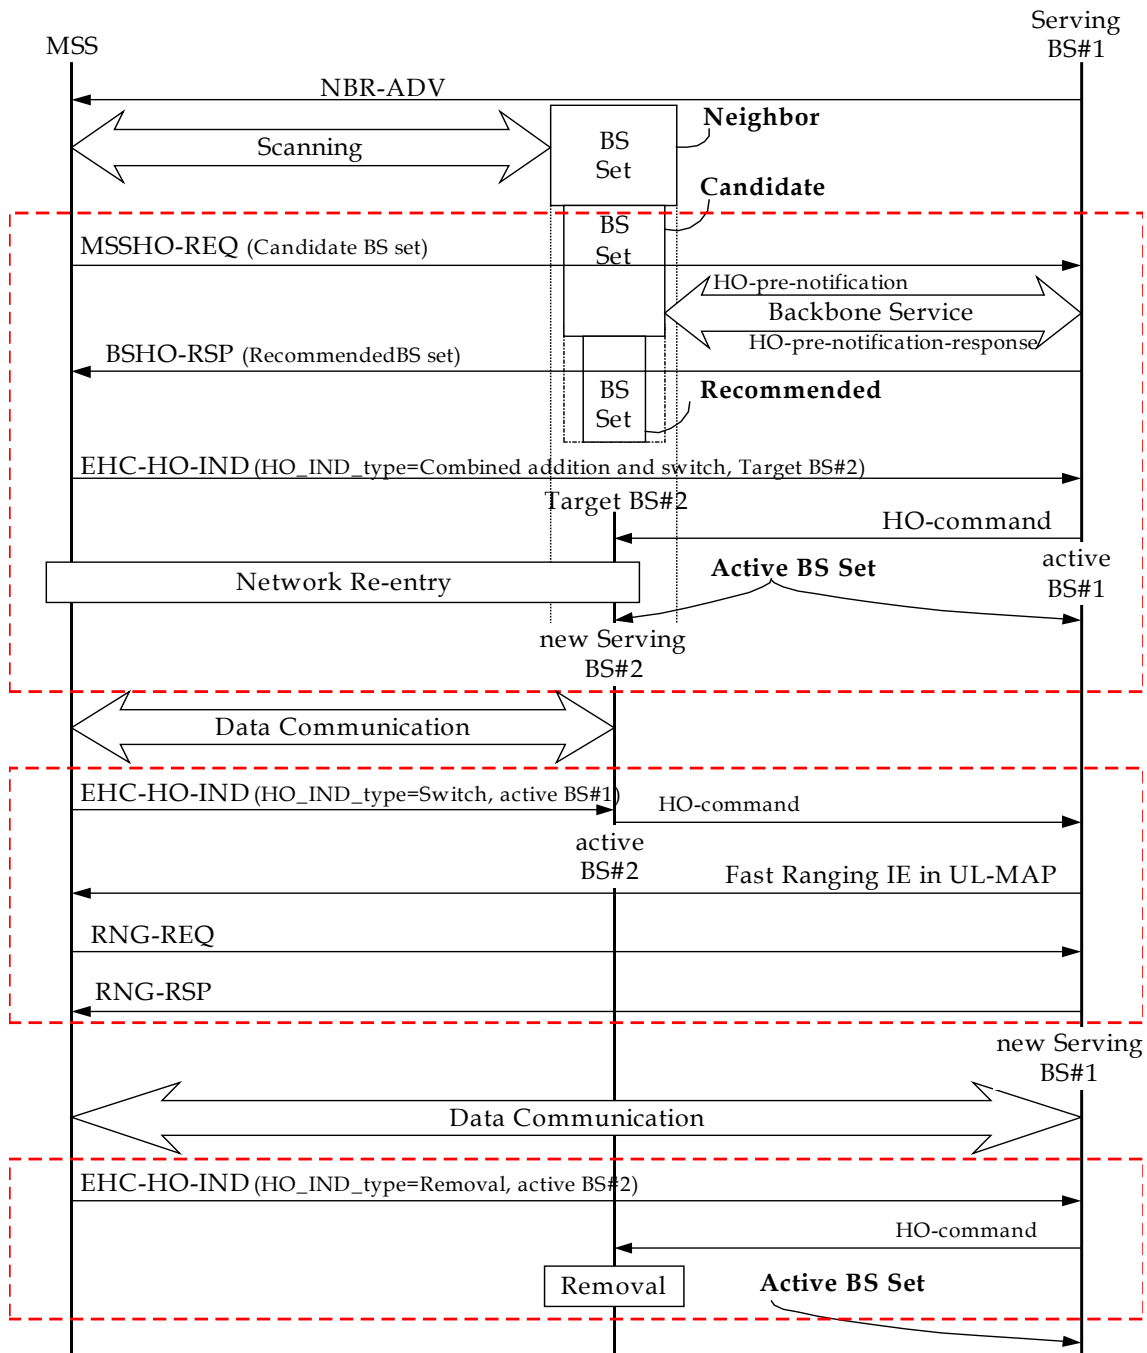 Serving
BS#1
MSS
NBR-ADV
Neighbor
BS
Set
Scanning
Candidate
BS
Set
MSSHO-REQ (Candidate BS set)
HO-pre-notification
Backbone Service
HO-pre-notification-response
BSHO-RSP (RecommendedBS set)
Recommended
BS
Set
EHC-HO-IND (HO_IND_type=Combined addition and switch, Target BS#2)
Target BS#2
HO-command
active
BS#1
Active BS Set
Network Re-entry
new Serving
BS#2
Data Communication
EHC-HO-IND (HO_IND_type=Switch, active BS#1)
HO-command
active
BS#2
Fast Ranging IE in UL-MAP
RNG-REQ
RNG-RSP
new Serving
BS#1
Data Communication
EHC-HO-IND (HO_IND_type=Removal, active BS#2)
HO-command
Removal
Active BS Set